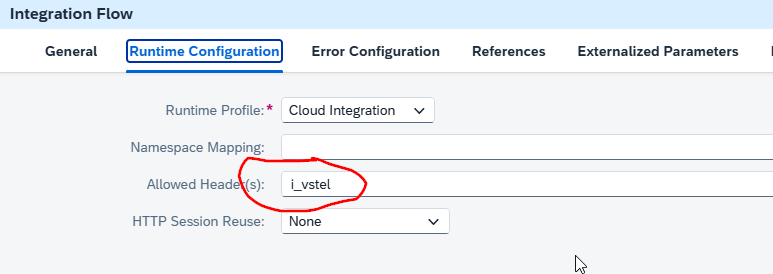 Integration Flow
General Runtime Configuration Error Configuration References Externalized Parameters
Runtime Profile:* Cloud Integration
Namespace Mapping:
Allowed Header(s): i_vstel
HTTP Session Reuse: None